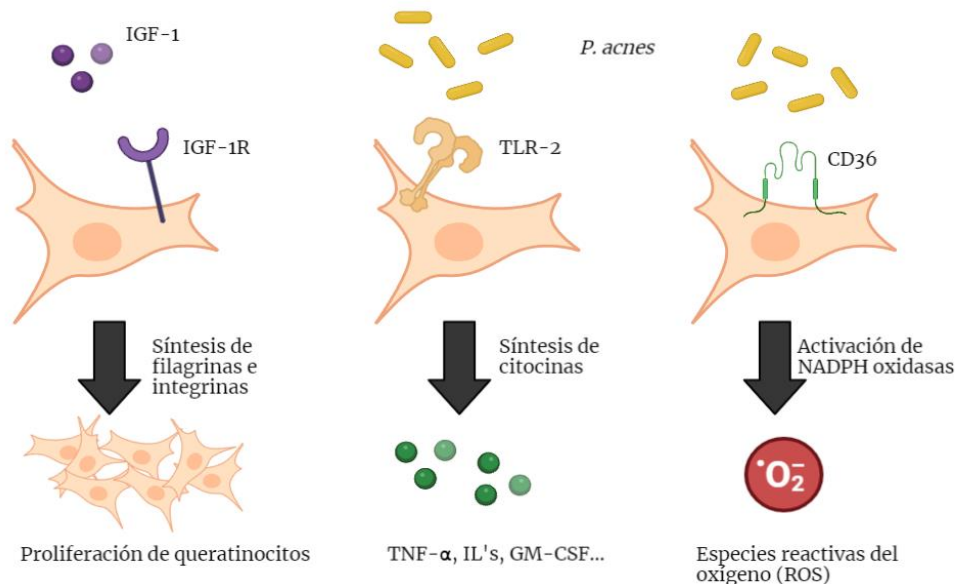 IGF-1
P. acnes
IGF-1R
TLR-2
CD36
Síntesis de
filagrinas e
integrinas
Síntesis de
citocinas
Activación de
NADPH oxidasas
•O₂⁻
Proliferación de queratinocitos
TNF-α, IL's, GM-CSF...
Especies reactivas del
oxígeno (ROS)